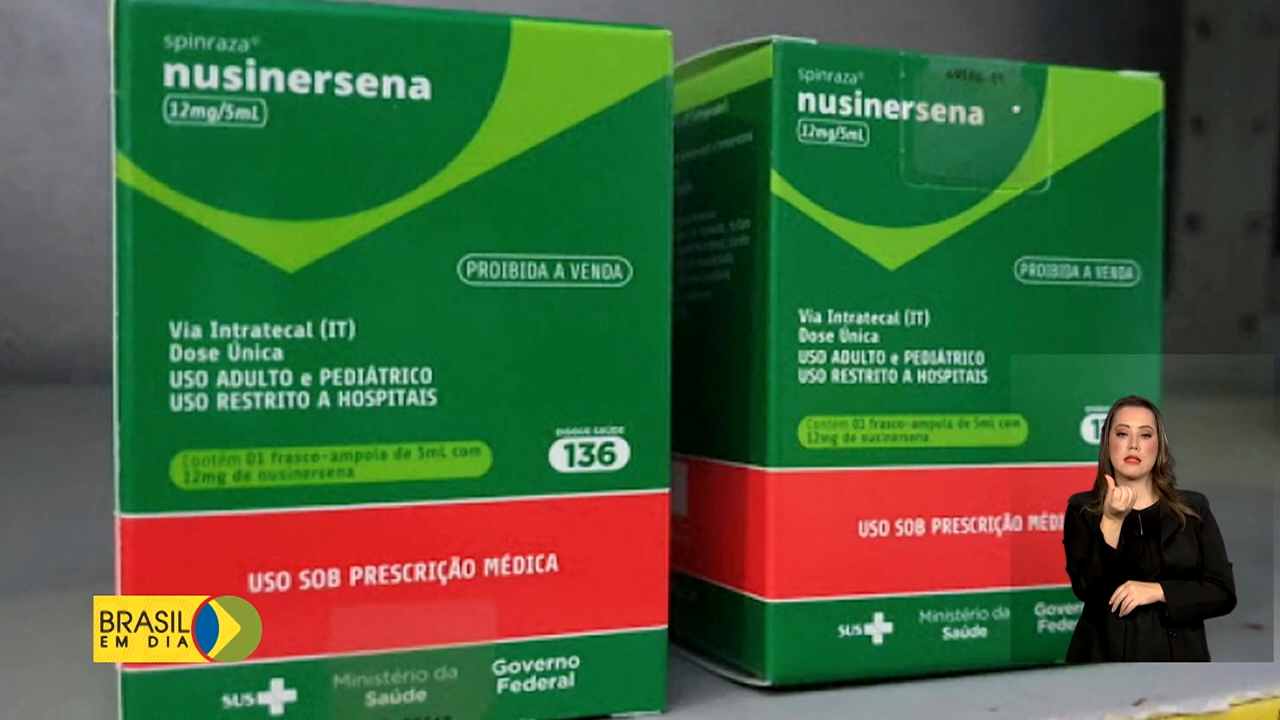 spinraza®
nusinersena
12mg/5mL
PROIBIDA A VENDA
Via Intratecal (IT)
Dose Única
USO ADULTO e PEDIÁTRICO
USO RESTRITO A HOSPITAIS
Contém 01 frasco-ampola de 5mL com
12mg de nusinersena
DISQUE SAÚDE
136
USO SOB PRESCRIÇÃO MÉDICA
SUS
Ministério da
Saúde
Governo
Federal
spinraza®
nusinersena
12mg/5mL
PROIBIDA A VENDA
Via Intratecal (IT)
Dose Única
USO ADULTO e PEDIÁTRICO
USO RESTRITO A HOSPITAIS
Contém 01 frasco-ampola de 5mL com
12mg de nusinersena
USO SOB PRESCRIÇÃO
SUS
Ministério da
Saúde
BRASIL
EM DIA